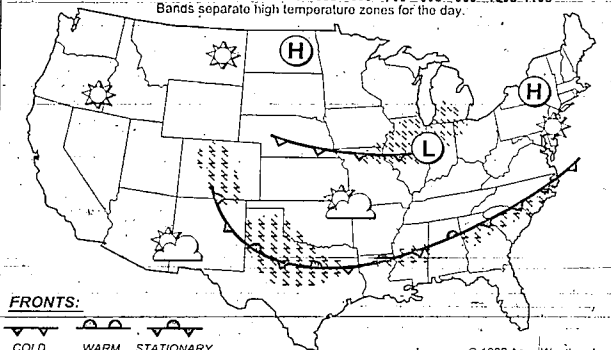 Bands separate high temperature zones for the day.
H
H
L
FRONTS:
COLD WARM STATIONARY